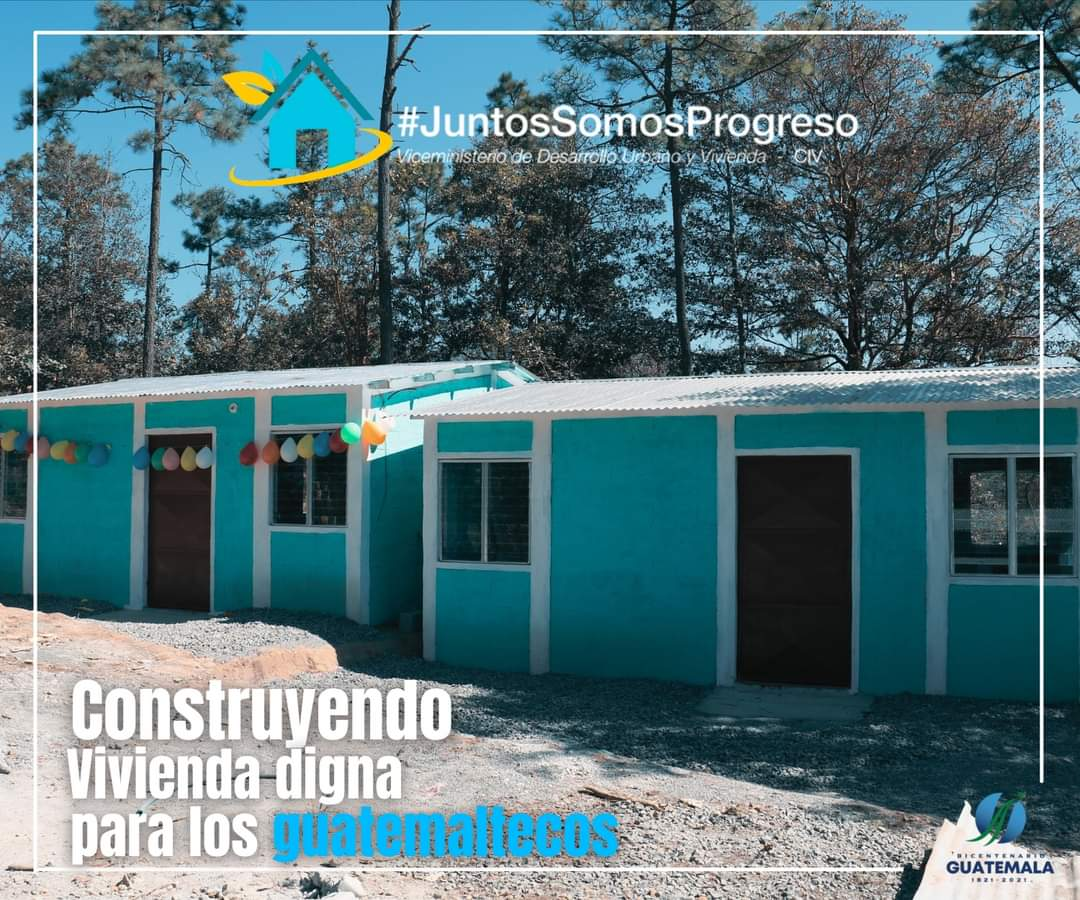 #JuntosSomosProgreso
Viceministerio de Desarrollo Urbano y Vivienda - CIV
Construyendo
Vivienda digna
para los guatemaltecos
BICENTENARIO
GUATEMALA
1821-2021